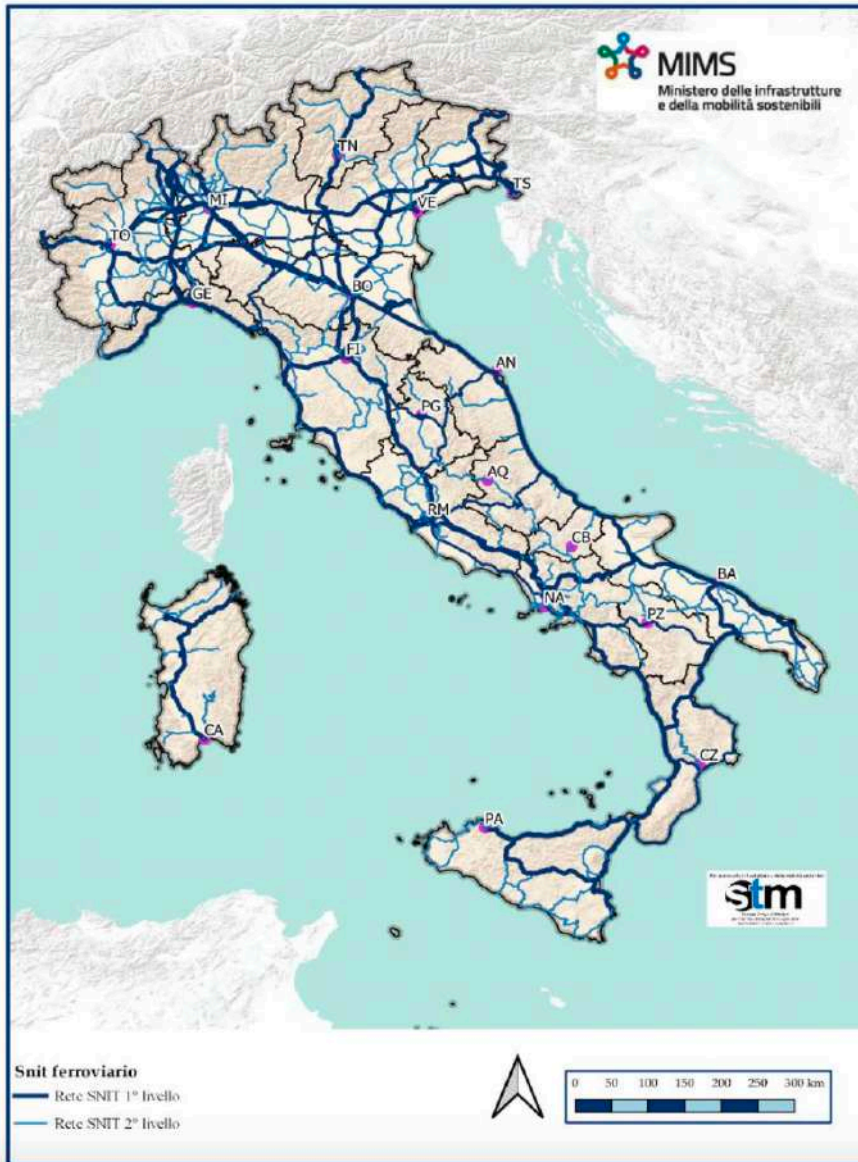 MIMS
Ministero delle infrastrutture
e della mobilità sostenibili
TN
TS
MI
VE
TO
GE
BO
FI
AN
PG
AQ
RM
CB
BA
NA
PZ
CA
CZ
PA
stm
Snit ferroviario
Rete SNIT 1° livello
Rete SNIT 2° livello
0 50 100 150 200 250 300 km